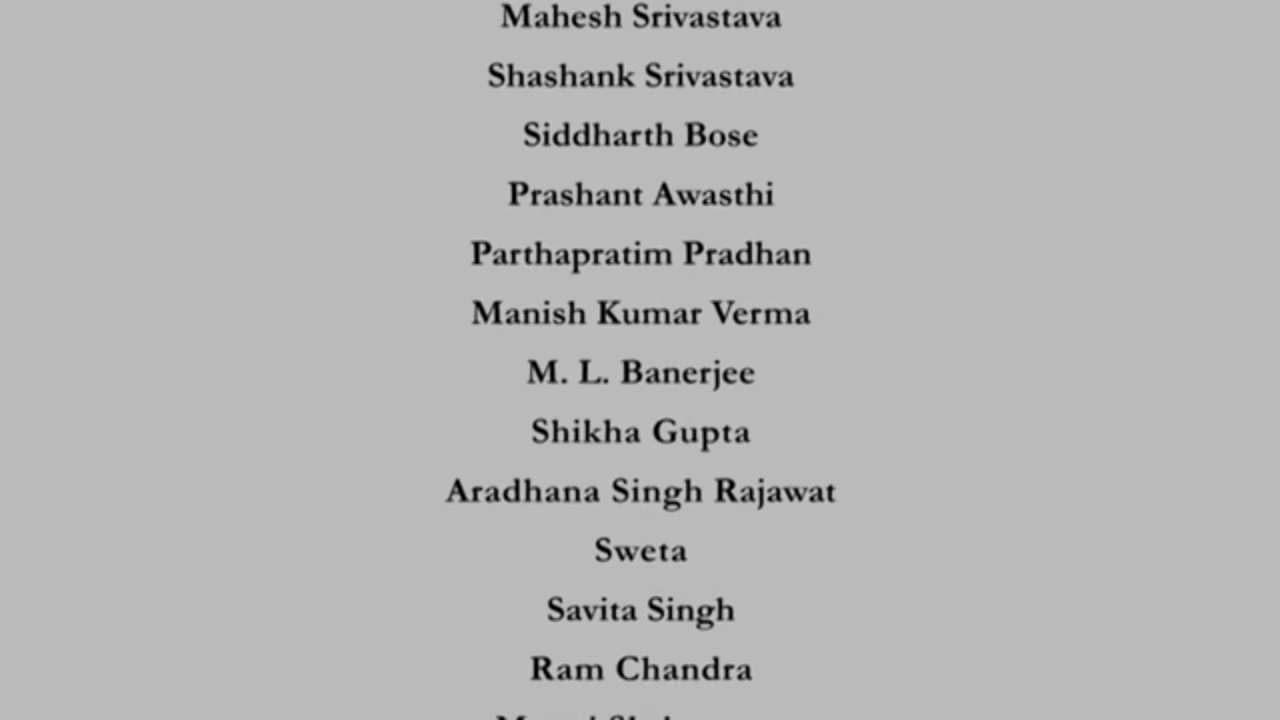 Mahesh Srivastava
Shashank Srivastava
Siddharth Bose
Prashant Awasthi
Parthapratim Pradhan
Manish Kumar Verma
M. L. Banerjee
Shikha Gupta
Aradhana Singh Rajawat
Sweta
Savita Singh
Ram Chandra